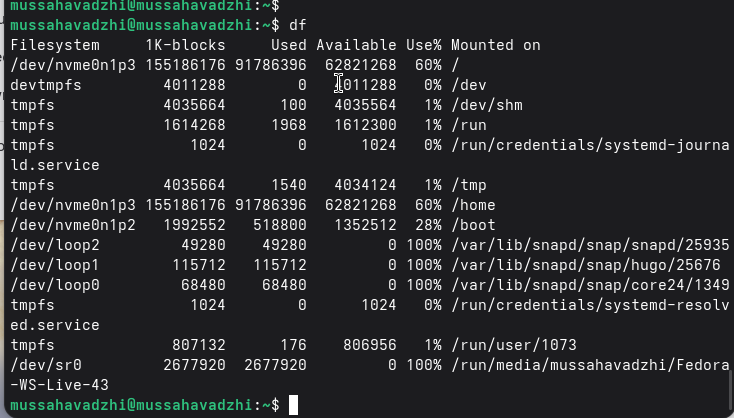 mussahavadzhi@mussahavadzhi:~$
mussahavadzhi@mussahavadzhi:~$ df
Filesystem     1K-blocks     Used Available Use% Mounted on
/dev/nvme0n1p3 155186176 91786396  62821268  60% /
devtmpfs         4011288        0   4011288   0% /dev
tmpfs            4035664      100   4035564   1% /dev/shm
tmpfs            1614268     1968   1612300   1% /run
tmpfs               1024        0      1024   0% /run/credentials/systemd-journa
ld.service
tmpfs            4035664     1540   4034124   1% /tmp
/dev/nvme0n1p3 155186176 91786396  62821268  60% /home
/dev/nvme0n1p2   1992552   518800   1352512  28% /boot
/dev/loop2         49280    49280         0 100% /var/lib/snapd/snap/snapd/25935
/dev/loop1        115712   115712         0 100% /var/lib/snapd/snap/hugo/25676
/dev/loop0         68480    68480         0 100% /var/lib/snapd/snap/core24/1349
tmpfs               1024        0      1024   0% /run/credentials/systemd-resolv
ed.service
tmpfs             807132      176    806956   1% /run/user/1073
/dev/sr0         2677920  2677920         0 100% /run/media/mussahavadzhi/Fedora
-WS-Live-43
mussahavadzhi@mussahavadzhi:~$